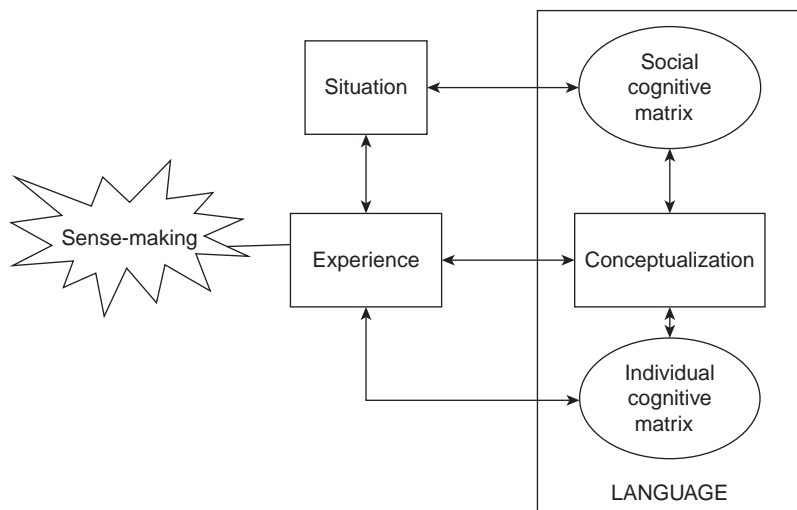 Social
cognitive
matrix
Situation
Sense-making
Experience
Conceptualization
Individual
cognitive
matrix
LANGUAGE